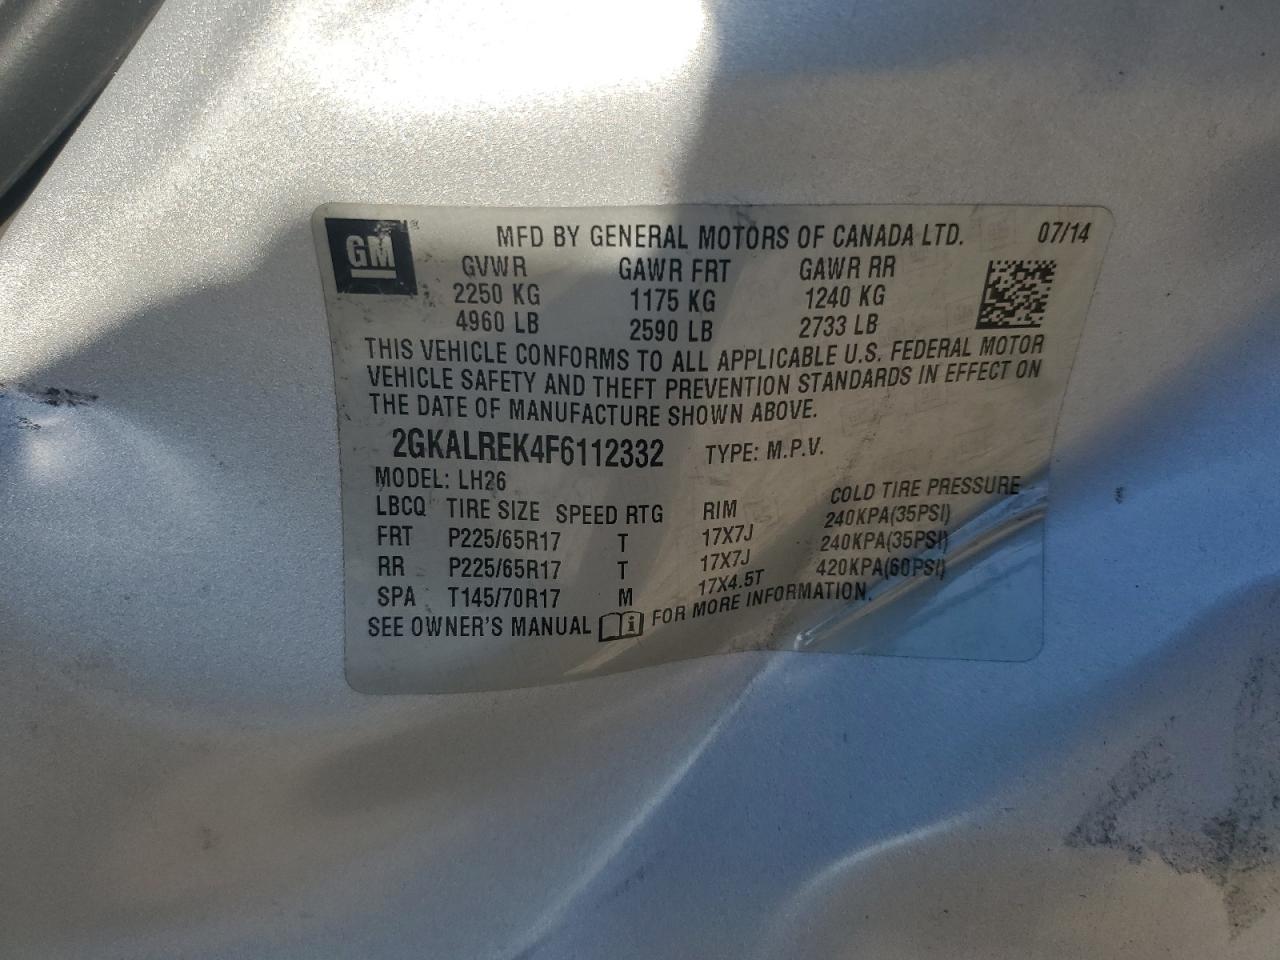 GM®
MFD BY GENERAL MOTORS OF CANADA LTD. 07/14
GVWR GAWR FRT GAWR RR
2250 KG 1175 KG 1240 KG
4960 LB 2590 LB 2733 LB
THIS VEHICLE CONFORMS TO ALL APPLICABLE U.S. FEDERAL MOTOR
VEHICLE SAFETY AND THEFT PREVENTION STANDARDS IN EFFECT ON
THE DATE OF MANUFACTURE SHOWN ABOVE.
2GKALREK4F6112332 TYPE: M.P.V.
MODEL: LH26
LBCQ TIRE SIZE SPEED RTG RIM COLD TIRE PRESSURE
FRT P225/65R17 T 17X7J 240KPA(35PSI)
RR P225/65R17 T 17X7J 240KPA(35PSI)
SPA T145/70R17 M 17X4.5T 420KPA(60PSI)
SEE OWNER'S MANUAL i FOR MORE INFORMATION.